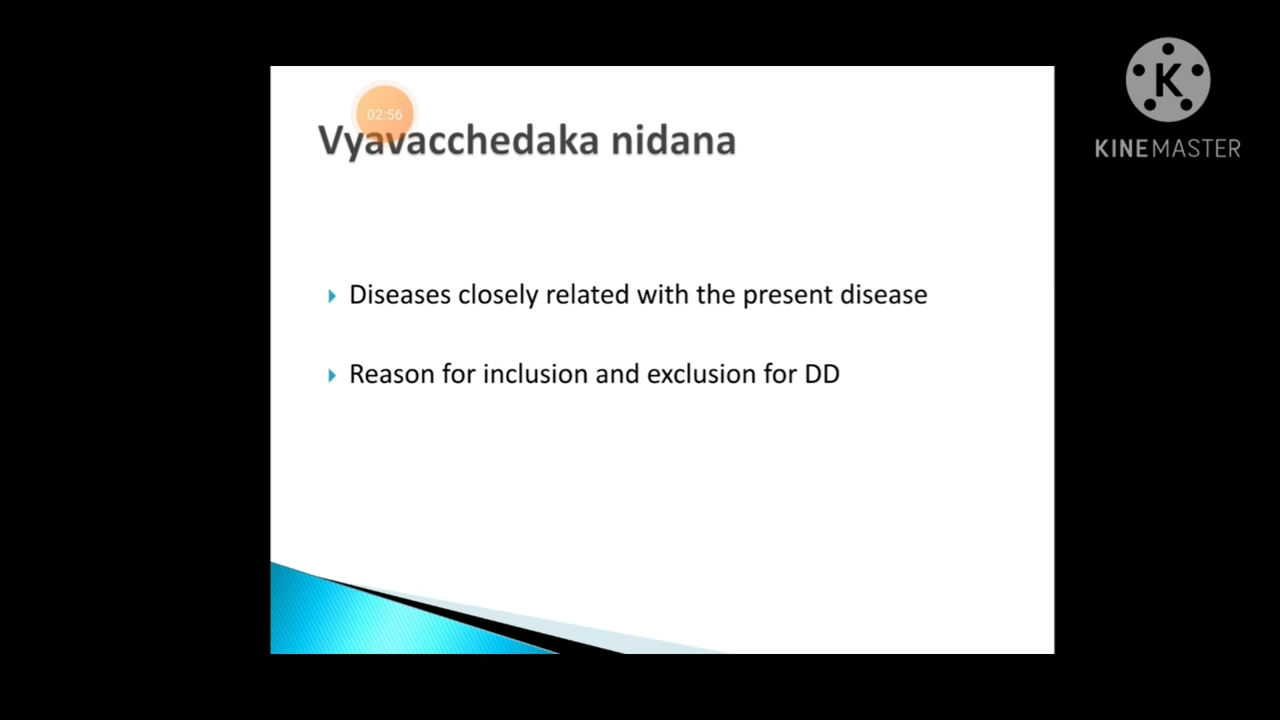 02:56
Vyavacchedaka nidana
Diseases closely related with the present disease
Reason for inclusion and exclusion for DD
K
KINEMASTER